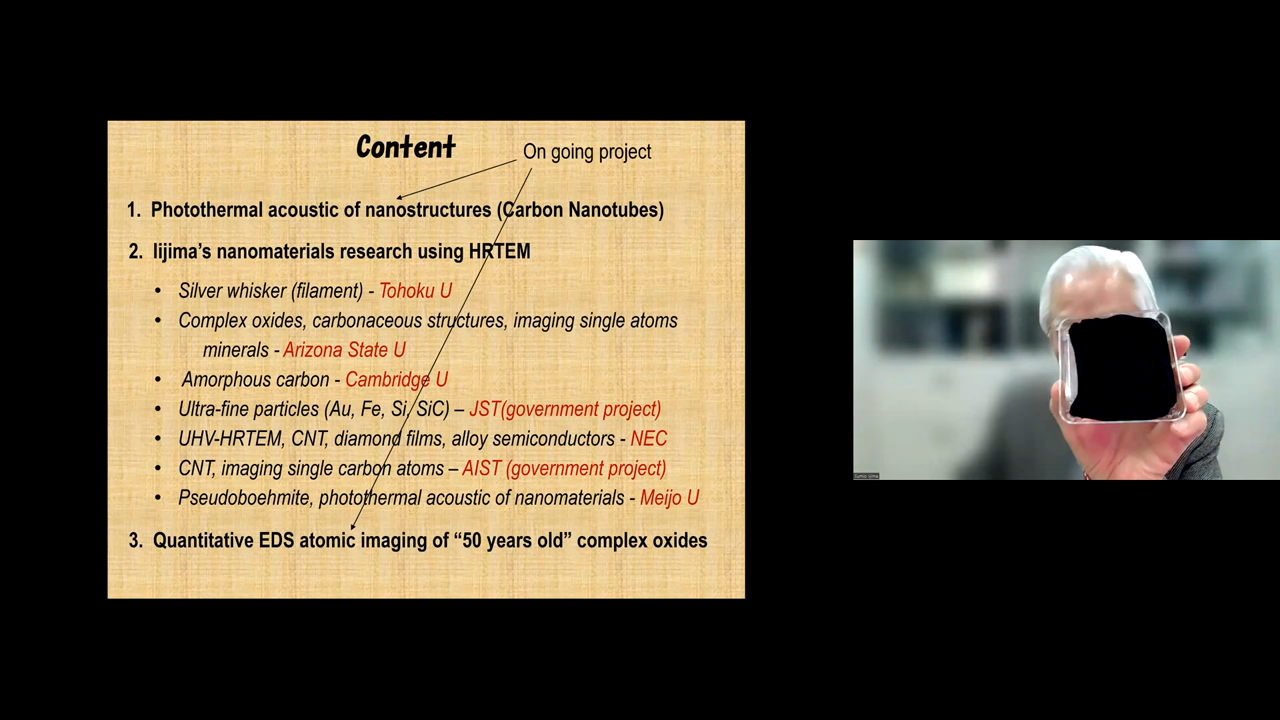 Content
On going project
1. Photothermal acoustic of nanostructures (Carbon Nanotubes)
2. Iijima's nanomaterials research using HRTEM
• Silver whisker (filament) - Tohoku U
• Complex oxides, carbonaceous structures, imaging single atoms
minerals - Arizona State U
• Amorphous carbon - Cambridge U
• Ultra-fine particles (Au, Fe, Si, SiC) – JST(government project)
• UHV-HRTEM, CNT, diamond films, alloy semiconductors - NEC
• CNT, imaging single carbon atoms – AIST (government project)
• Pseudoboehmite, photothermal acoustic of nanomaterials - Meijo U
3. Quantitative EDS atomic imaging of “50 years old” complex oxides
Sumio Iijima